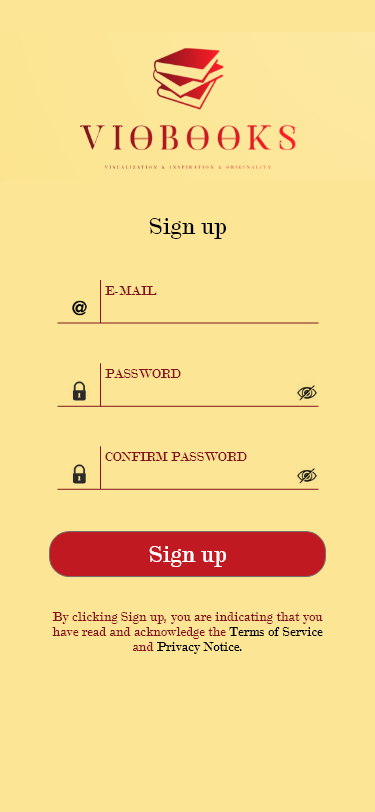 VIOBOOKS
VISUALIZATION & INSPIRATION & ORIGINALITY
Sign up
@
E-MAIL
PASSWORD
CONFIRM PASSWORD
Sign up
By clicking Sign up, you are indicating that you
have read and acknowledge the Terms of Service
and Privacy Notice.